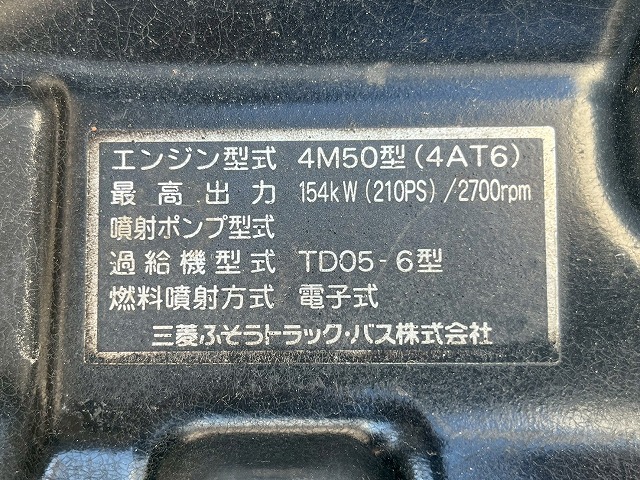 エンジン型式 4M50型(4AT6)
最高出力 154kW(210PS)/2700rpm
噴射ポンプ型式
過給機型式 TD05-6型
燃料噴射方式 電子式
三菱ふそうトラック・バス株式会社